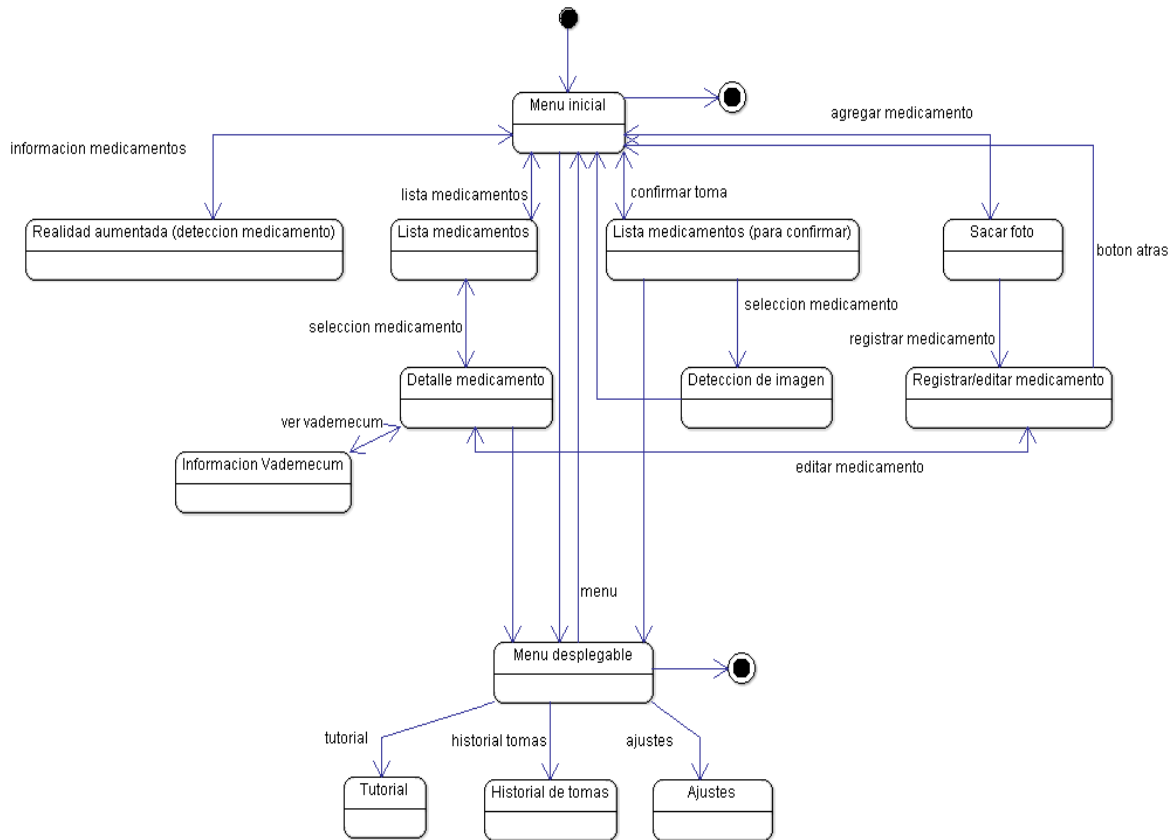 Menu inicial
agregar medicamento
informacion medicamentos
lista medicamentos
confirmar toma
Realidad aumentada (deteccion medicamento)
Lista medicamentos
Lista medicamentos (para confirmar)
Sacar foto
boton atras
seleccion medicamento
seleccion medicamento
registrar medicamento
Detalle medicamento
Deteccion de imagen
Registrar/editar medicamento
ver vademecum
Informacion Vademecum
editar medicamento
menu
Menu desplegable
tutorial
historial tomas
ajustes
Tutorial
Historial de tomas
Ajustes